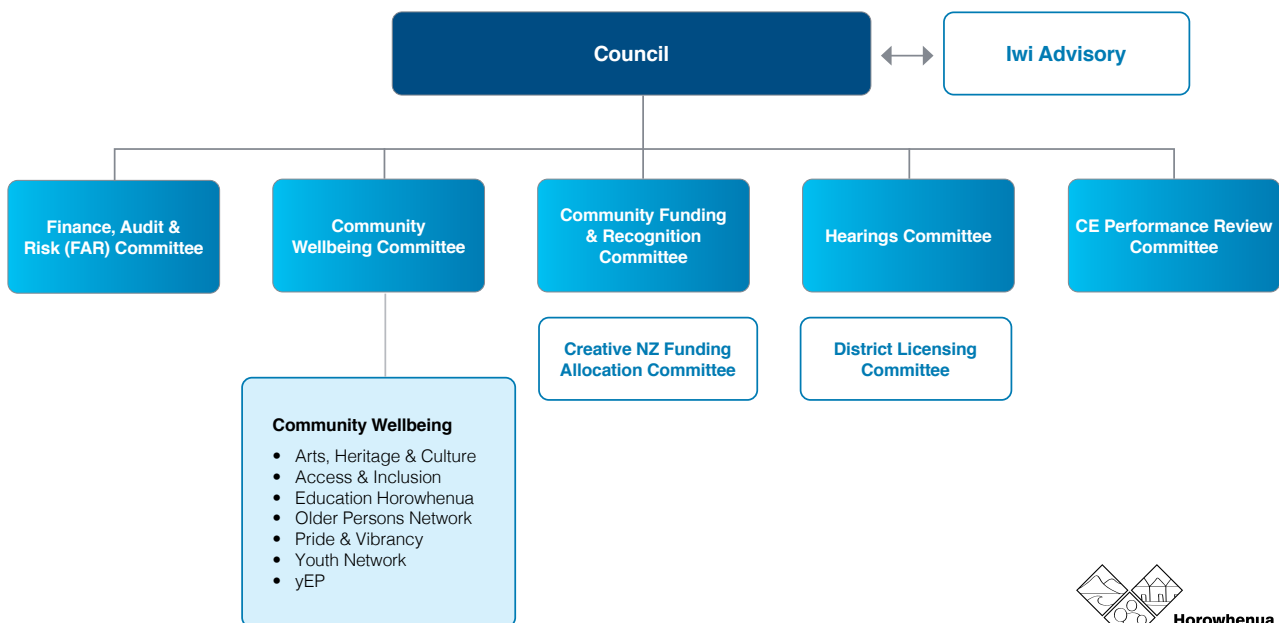 Council
Iwi Advisory
Finance, Audit &
Risk (FAR) Committee
Community
Wellbeing Committee
Community Funding
& Recognition
Committee
Hearings Committee
CE Performance Review
Committee
Creative NZ Funding
Allocation Committee
District Licensing
Committee
Community Wellbeing
• Arts, Heritage & Culture
• Access & Inclusion
• Education Horowhenua
• Older Persons Network
• Pride & Vibrancy
• Youth Network
• yEP
Horowhenua